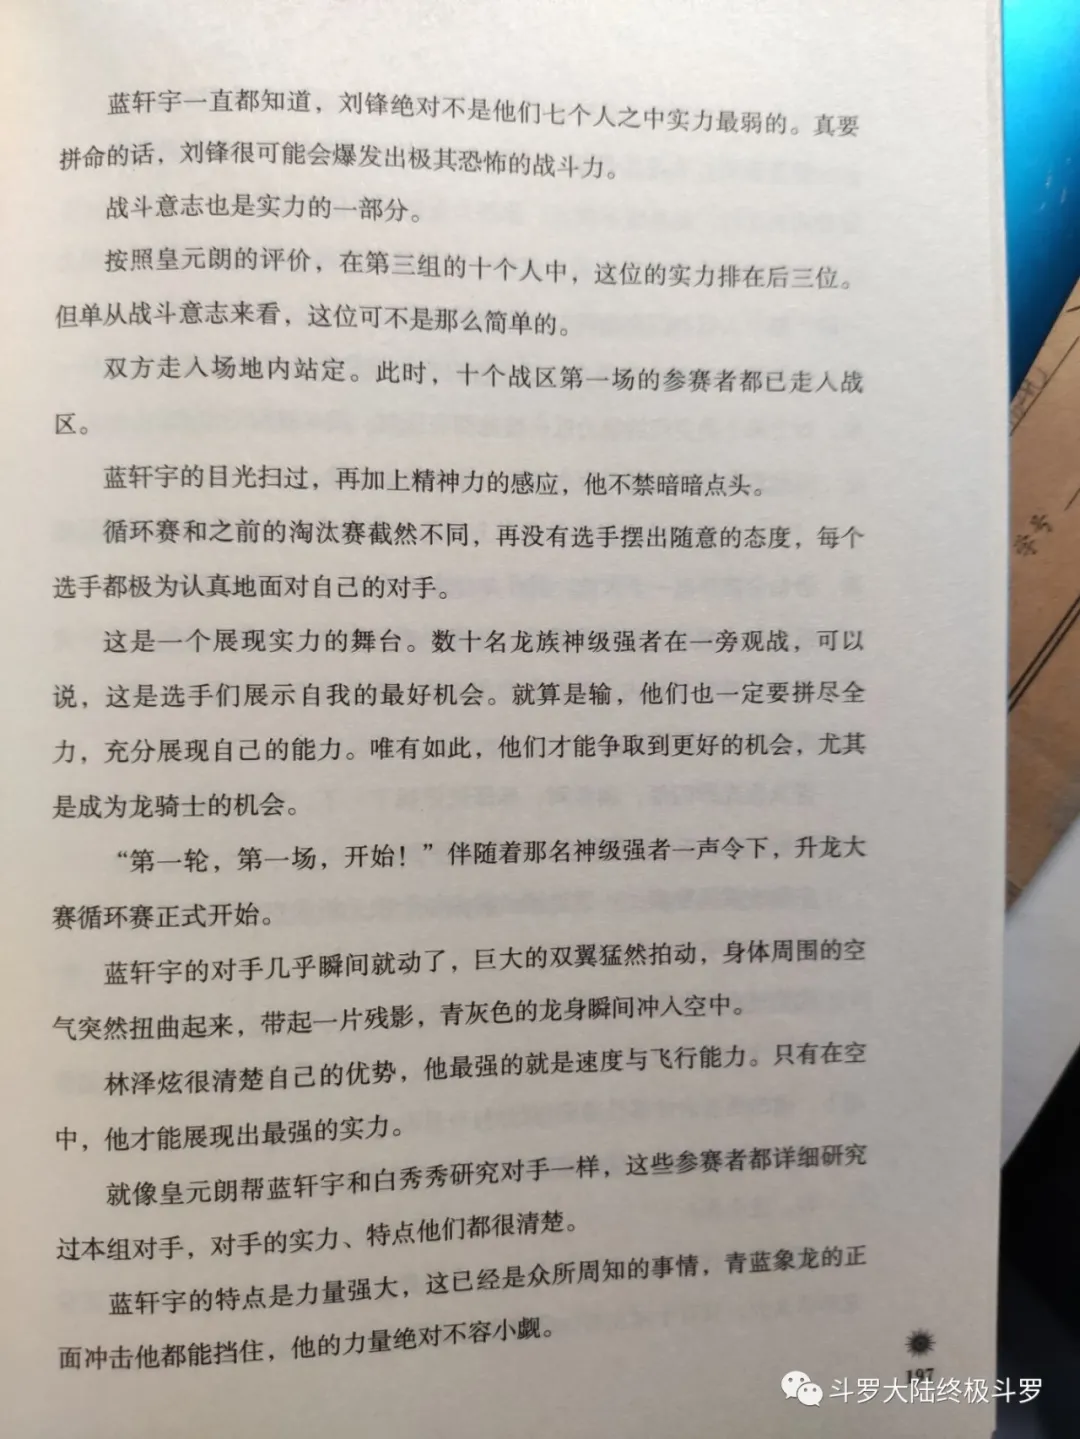 蓝轩宇一直都知道，刘锋绝对不是他们七个人之中实力最弱的。真要
拼命的话，刘锋很可能会爆发出极其恐怖的战斗力。
战斗意志也是实力的一部分。
按照皇元朗的评价，在第三组的十个人中，这位的实力排在后三位。
但单从战斗意志来看，这位可不是那么简单的。
双方走入场地内站定。此时，十个战区第一场的参赛者都已走入战
区。
蓝轩宇的目光扫过，再加上精神力的感应，他不禁暗暗点头。
循环赛和之前的淘汰赛截然不同，再没有选手摆出随意的态度，每个
选手都极为认真地面对自己的对手。
这是一个展现实力的舞台。数十名龙族神级强者在一旁观战，可以
说，这是选手们展示自我的最好机会。就算是输，他们也一定要拼尽全
力，充分展现自己的能力。唯有如此，他们才能争取到更好的机会，尤其
是成为龙骑士的机会。
“第一轮，第一场，开始！”伴随着那名神级强者一声令下，升龙大
赛循环赛正式开始。
蓝轩宇的对手几乎瞬间就动了，巨大的双翼猛然拍动，身体周围的空
气突然扭曲起来，带起一片残影，青灰色的龙身瞬间冲入空中。
林泽炫很清楚自己的优势，他最强的就是速度与飞行能力。只有在空
中，他才能展现出最强的实力。
就像皇元朗帮蓝轩宇和白秀秀研究对手一样，这些参赛者都详细研究
过本组对手，对手的实力、特点他们都很清楚。
蓝轩宇的特点是力量强大，这已经是众所周知的事情，青蓝象龙的正
面冲击他都能挡住，他的力量绝对不容小觑。
197
斗罗大陆终极斗罗